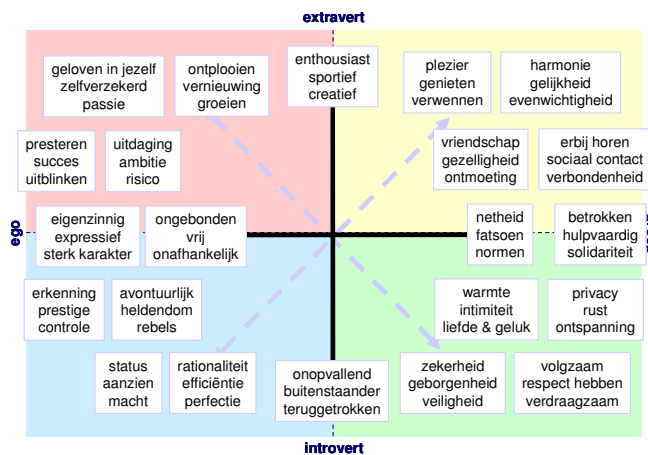 extravert
geloven in jezelf
zelfverzekerd
passie
ontplooien
vernieuwing
groeien
enthousiast
sportief
creatief
plezier
genieten
verwennen
harmonie
gelijkheid
evenwichtigheid
presteren
succes
uitblinken
uitdaging
ambitie
risico
vriendschap
gezelligheid
ontmoeting
erbij horen
sociaal contact
verbondenheid
ego
eigenzinnig
expressief
sterk karakter
ongebonden
vrij
onafhankelijk
netheid
fatsoen
normen
betrokken
hulpvaardig
solidariteit
erkenning
prestige
controle
avontuurlijk
heldendom
rebels
warmte
intimiteit
liefde & geluk
privacy
rust
ontspanning
status
aanzien
macht
rationaliteit
efficiëntie
perfectie
onopvallend
buitenstaander
teruggetrokken
zekerheid
geborgenheid
veiligheid
volgzaam
respect hebben
verdraagzaam
introvert